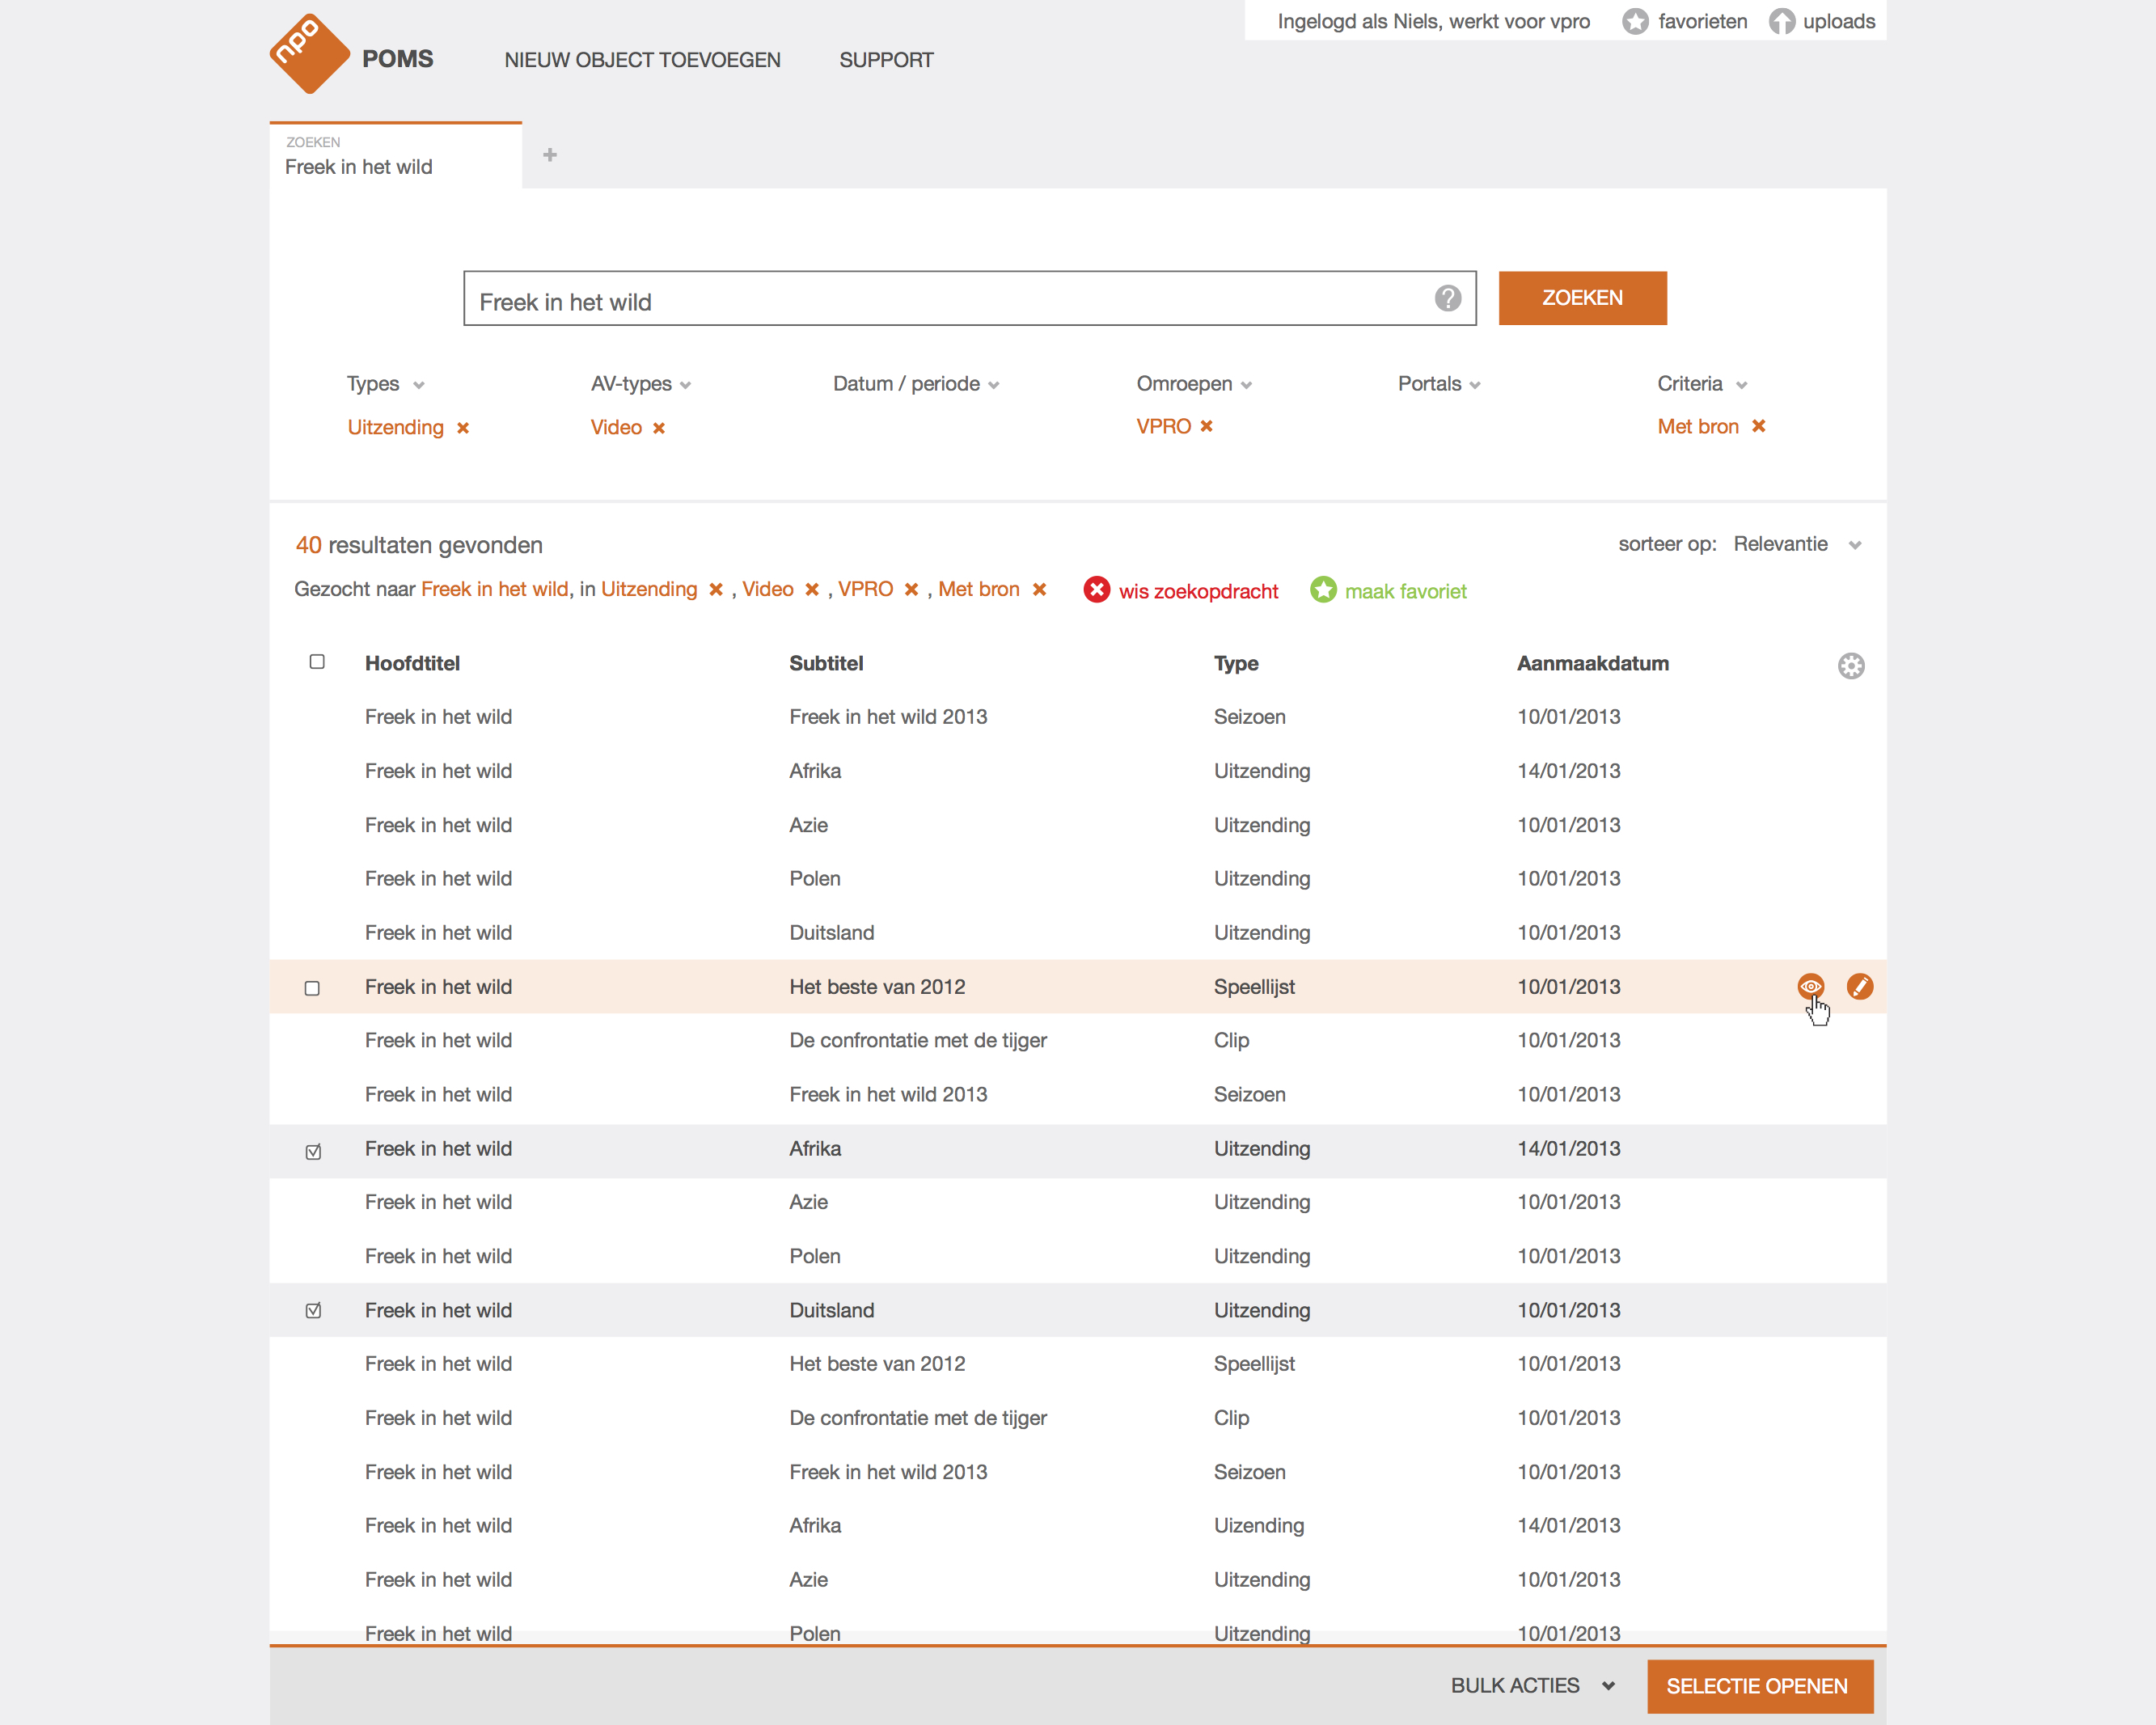 Ingelogd als Niels, werkt voor vpro favorieten uploads
npo POMS NIEUW OBJECT TOEVOEGEN SUPPORT
ZOEKEN
Freek in het wild
Freek in het wild ZOEKEN
Types AV-types Datum / periode Omroepen Portals Criteria
Uitzending Video VPRO Met bron
40 resultaten gevonden sorteer op: Relevantie
Gezocht naar Freek in het wild, in Uitzending , Video , VPRO , Met bron wis zoekopdracht maak favoriet
Hoofdtitel Subtitel Type Aanmaakdatum
Freek in het wild Freek in het wild 2013 Seizoen 10/01/2013
Freek in het wild Afrika Uitzending 14/01/2013
Freek in het wild Azie Uitzending 10/01/2013
Freek in het wild Polen Uitzending 10/01/2013
Freek in het wild Duitsland Uitzending 10/01/2013
Freek in het wild Het beste van 2012 Speellijst 10/01/2013
Freek in het wild De confrontatie met de tijger Clip 10/01/2013
Freek in het wild Freek in het wild 2013 Seizoen 10/01/2013
Freek in het wild Afrika Uitzending 14/01/2013
Freek in het wild Azie Uitzending 10/01/2013
Freek in het wild Polen Uitzending 10/01/2013
Freek in het wild Duitsland Uitzending 10/01/2013
Freek in het wild Het beste van 2012 Speellijst 10/01/2013
Freek in het wild De confrontatie met de tijger Clip 10/01/2013
Freek in het wild Freek in het wild 2013 Seizoen 10/01/2013
Freek in het wild Afrika Uizending 14/01/2013
Freek in het wild Azie Uitzending 10/01/2013
Freek in het wild Polen Uitzending 10/01/2013
BULK ACTIES SELECTIE OPENEN